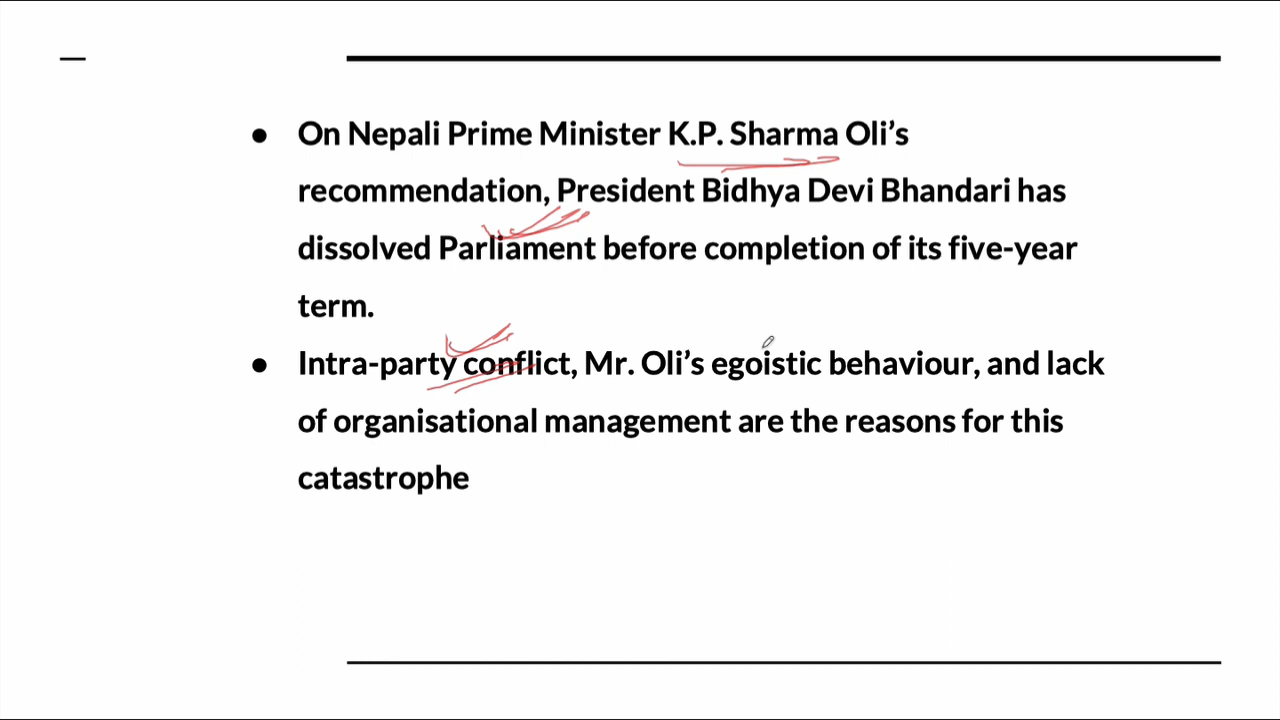 ● On Nepali Prime Minister K.P. Sharma Oli’s
recommendation, President Bidhya Devi Bhandari has
dissolved Parliament before completion of its five-year
term.
● Intra-party conflict, Mr. Oli’s egoistic behaviour, and lack
of organisational management are the reasons for this
catastrophe